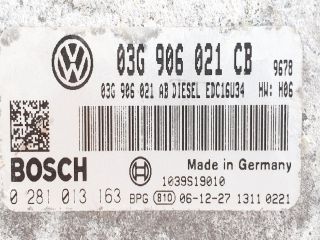 03G 906 021 CB 9678
03G 906 021 AB DIESEL EDC16U34 HW: H06
BOSCH
Made in Germany
1039S19010
0 281 013 163 BPG 810 06-12-27 1311 0221